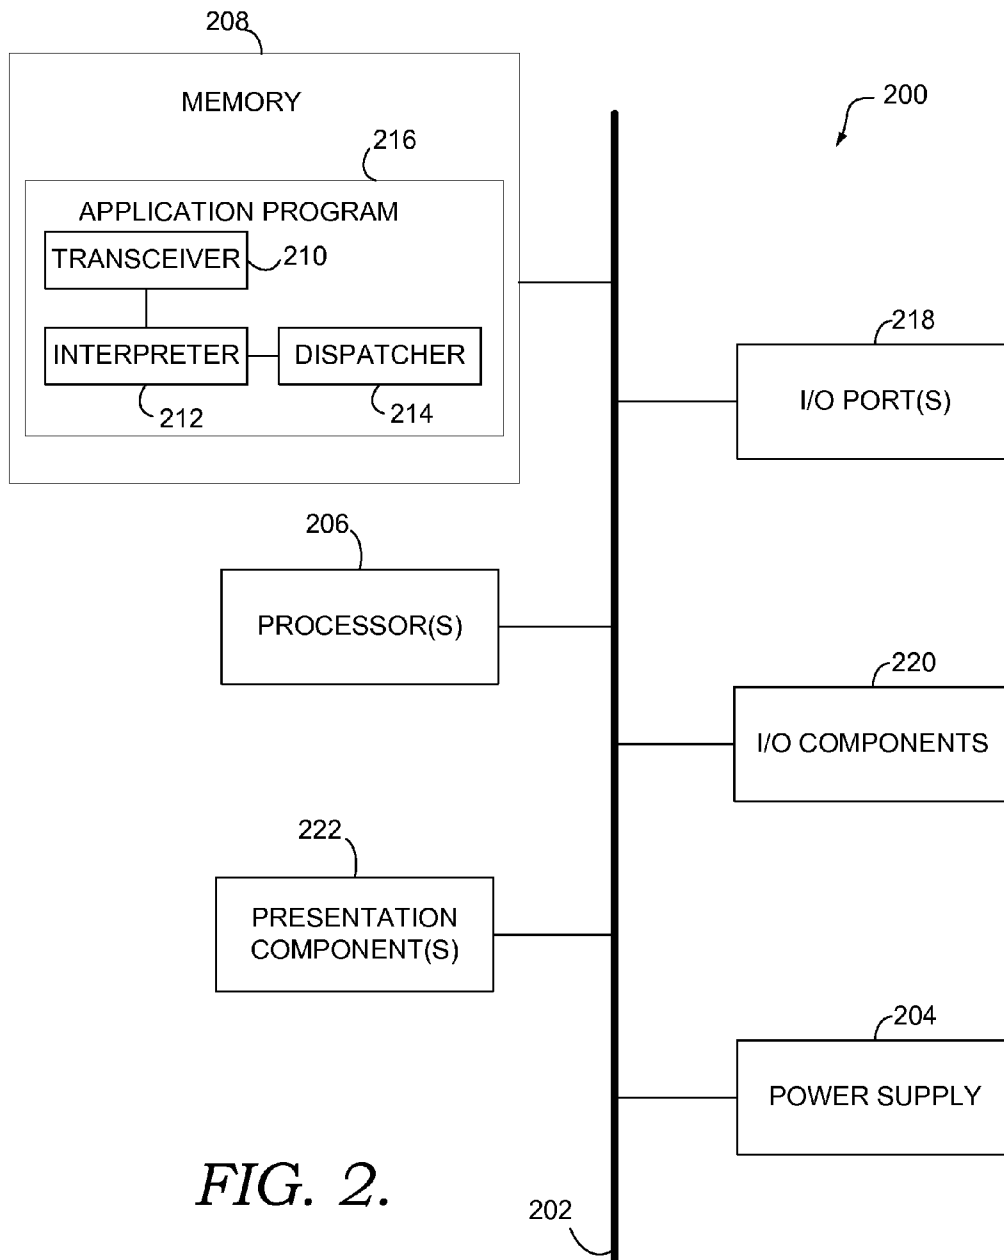 208
MEMORY
200
216
APPLICATION PROGRAM
TRANSCEIVER
210
INTERPRETER
DISPATCHER
212
214
218
I/O PORT(S)
206
PROCESSOR(S)
220
I/O COMPONENTS
222
PRESENTATION
COMPONENT(S)
204
POWER SUPPLY
FIG. 2.
202